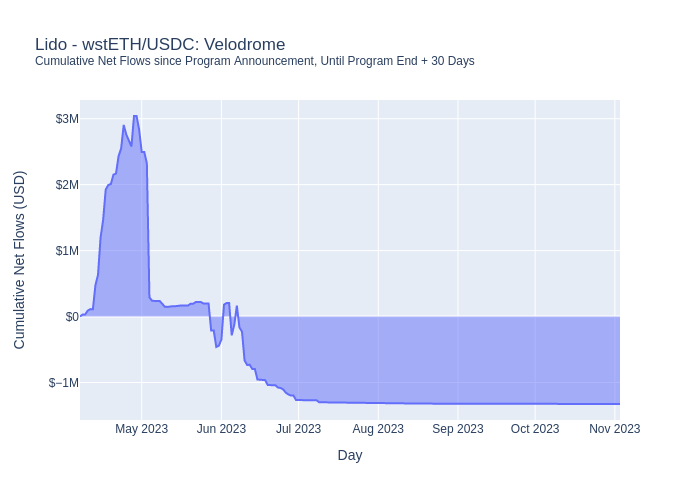 Lido - wstETH/USDC: Velodrome
Cumulative Net Flows since Program Announcement, Until Program End + 30 Days
Cumulative Net Flows (USD)
$3M
$2M
$1M
$0
$−1M
May 2023
Jun 2023
Jul 2023
Aug 2023
Sep 2023
Oct 2023
Nov 2023
Day